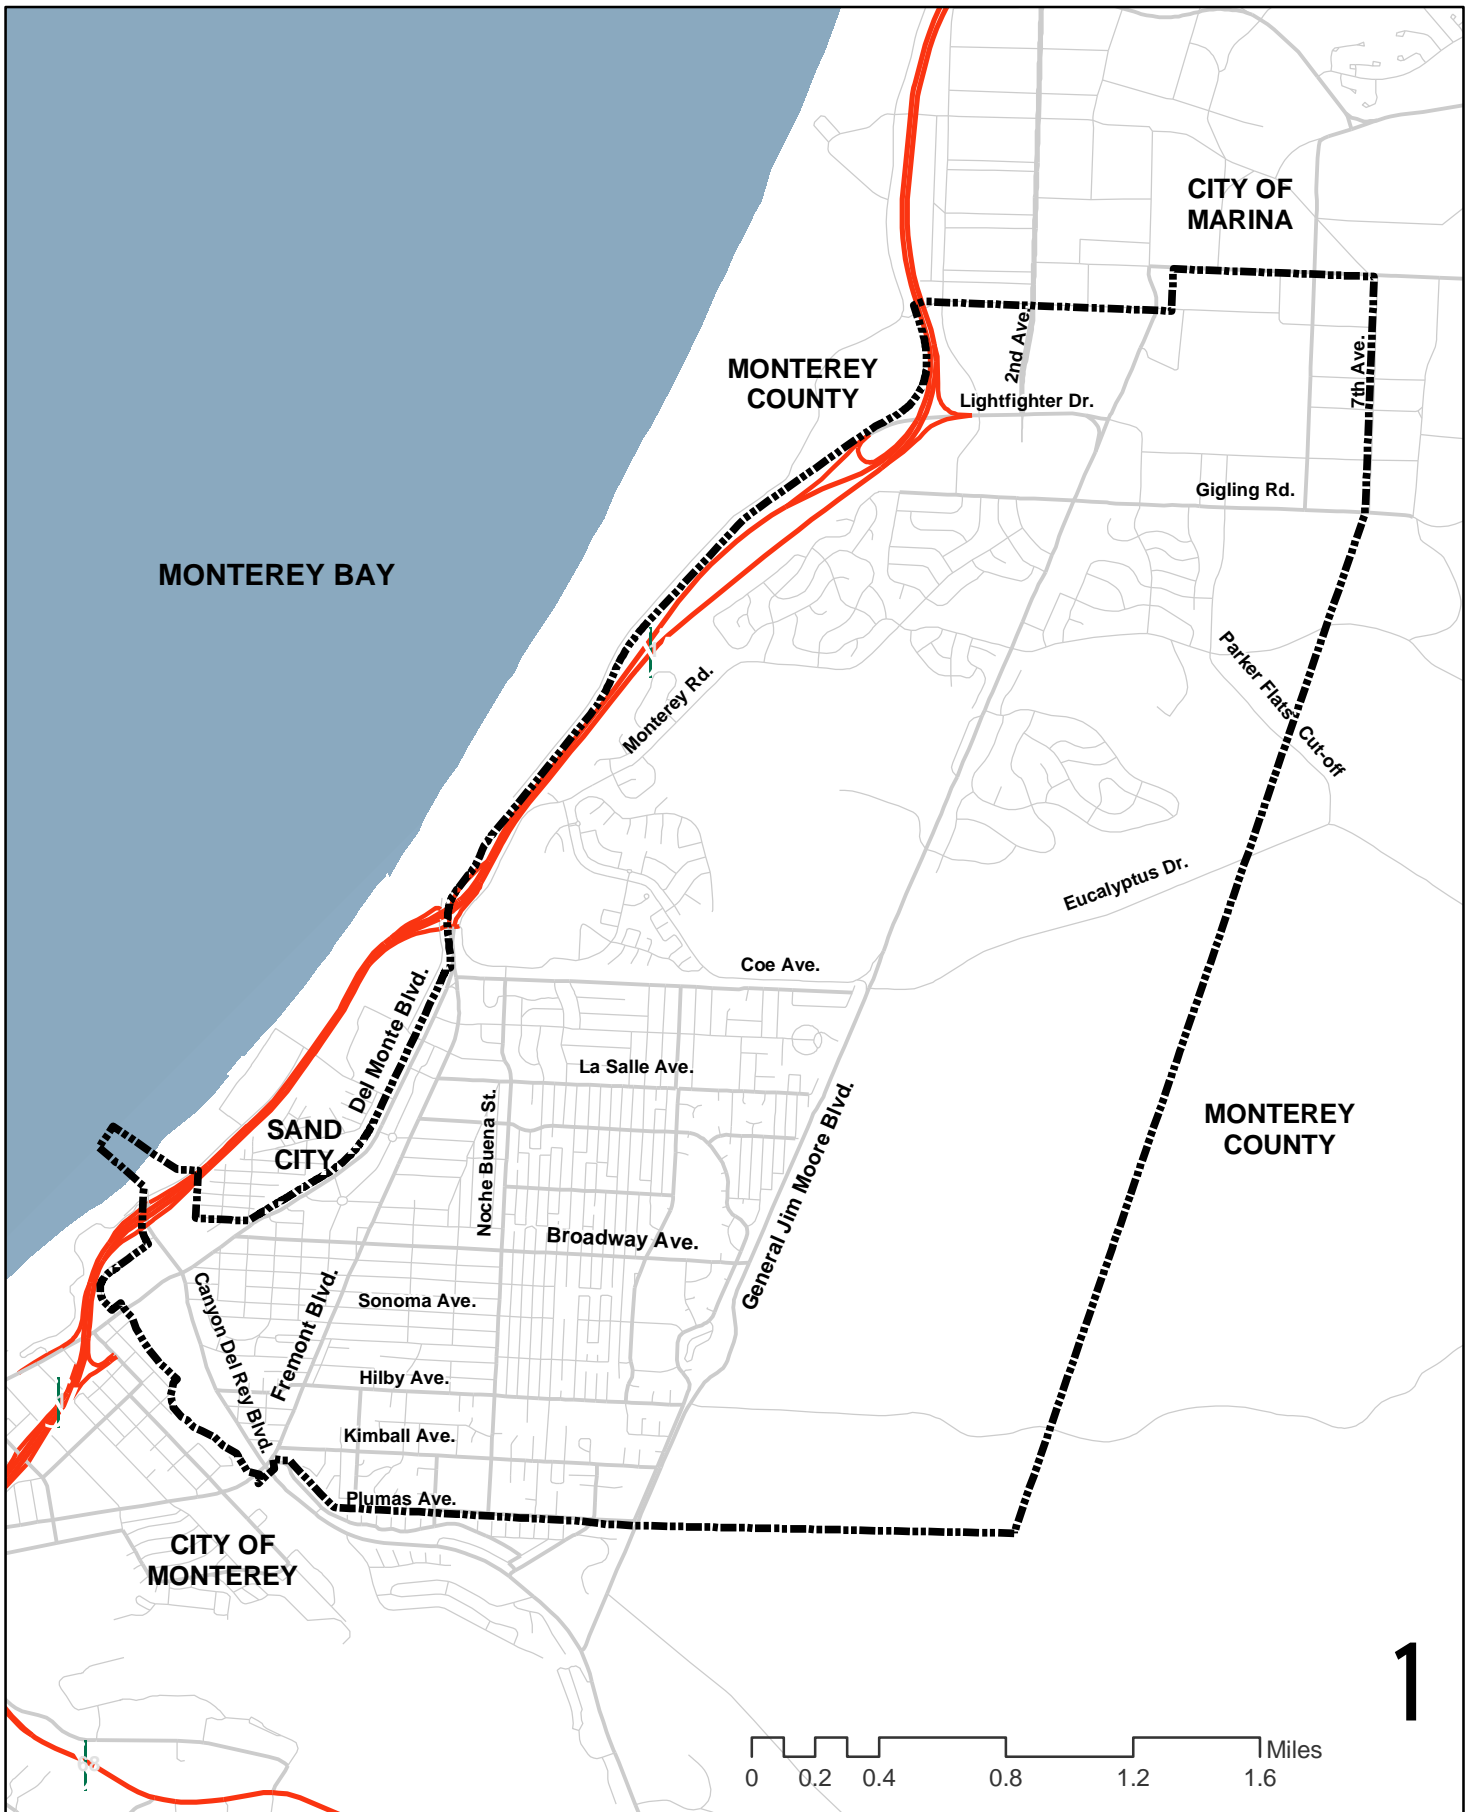 CITY OF
MARINA
MONTEREY
COUNTY
2nd Ave.
7th Ave.
Lightfighter Dr.
Gigling Rd.
MONTEREY BAY
Parker Flats Cut-off
Monterey Rd.
Eucalyptus Dr.
Coe Ave.
Del Monte Blvd.
La Salle Ave.
SAND
CITY
Noche Buena St.
General Jim Moore Blvd.
MONTEREY
COUNTY
Broadway Ave.
Canyon Del Rey Blvd.
Fremont Blvd.
Sonoma Ave.
Hilby Ave.
Kimball Ave.
Plumas Ave.
CITY OF
MONTEREY
1
Miles
0 0.2 0.4 0.8 1.2 1.6
68